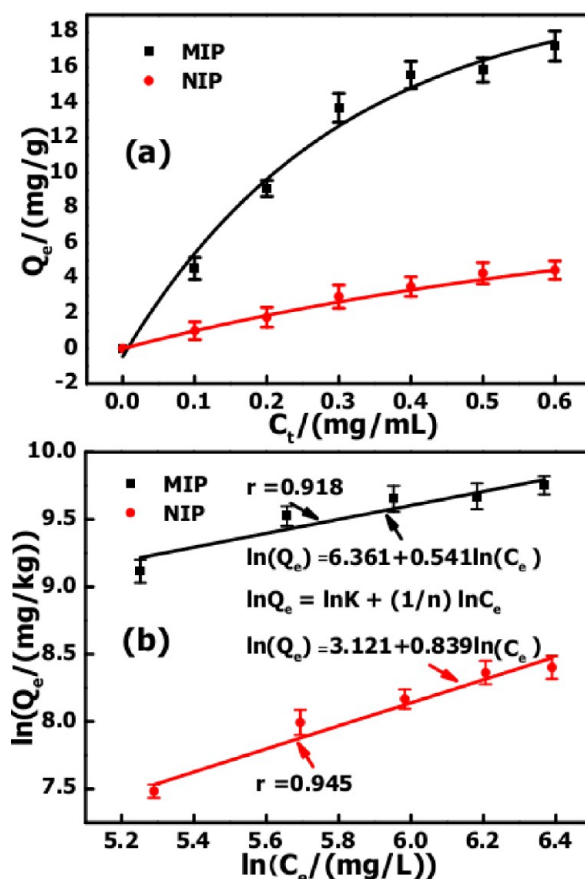 18
16
14
12
10
8
6
4
2
0
-2
Q_e/(mg/g)
MIP
NIP
(a)
0.0 0.1 0.2 0.3 0.4 0.5 0.6
C_t/(mg/mL)
10.0
9.5
9.0
8.5
8.0
7.5
ln(Q_e/(mg/kg))
MIP
NIP
r=0.918
ln(Q_e)=6.361+0.541ln(C_e)
lnQ_e = lnK + (1/n) lnC_e
(b)
ln(Q_e)=3.121+0.839ln(C_e)
r=0.945
5.2 5.4 5.6 5.8 6.0 6.2 6.4
ln(C_e/(mg/L))